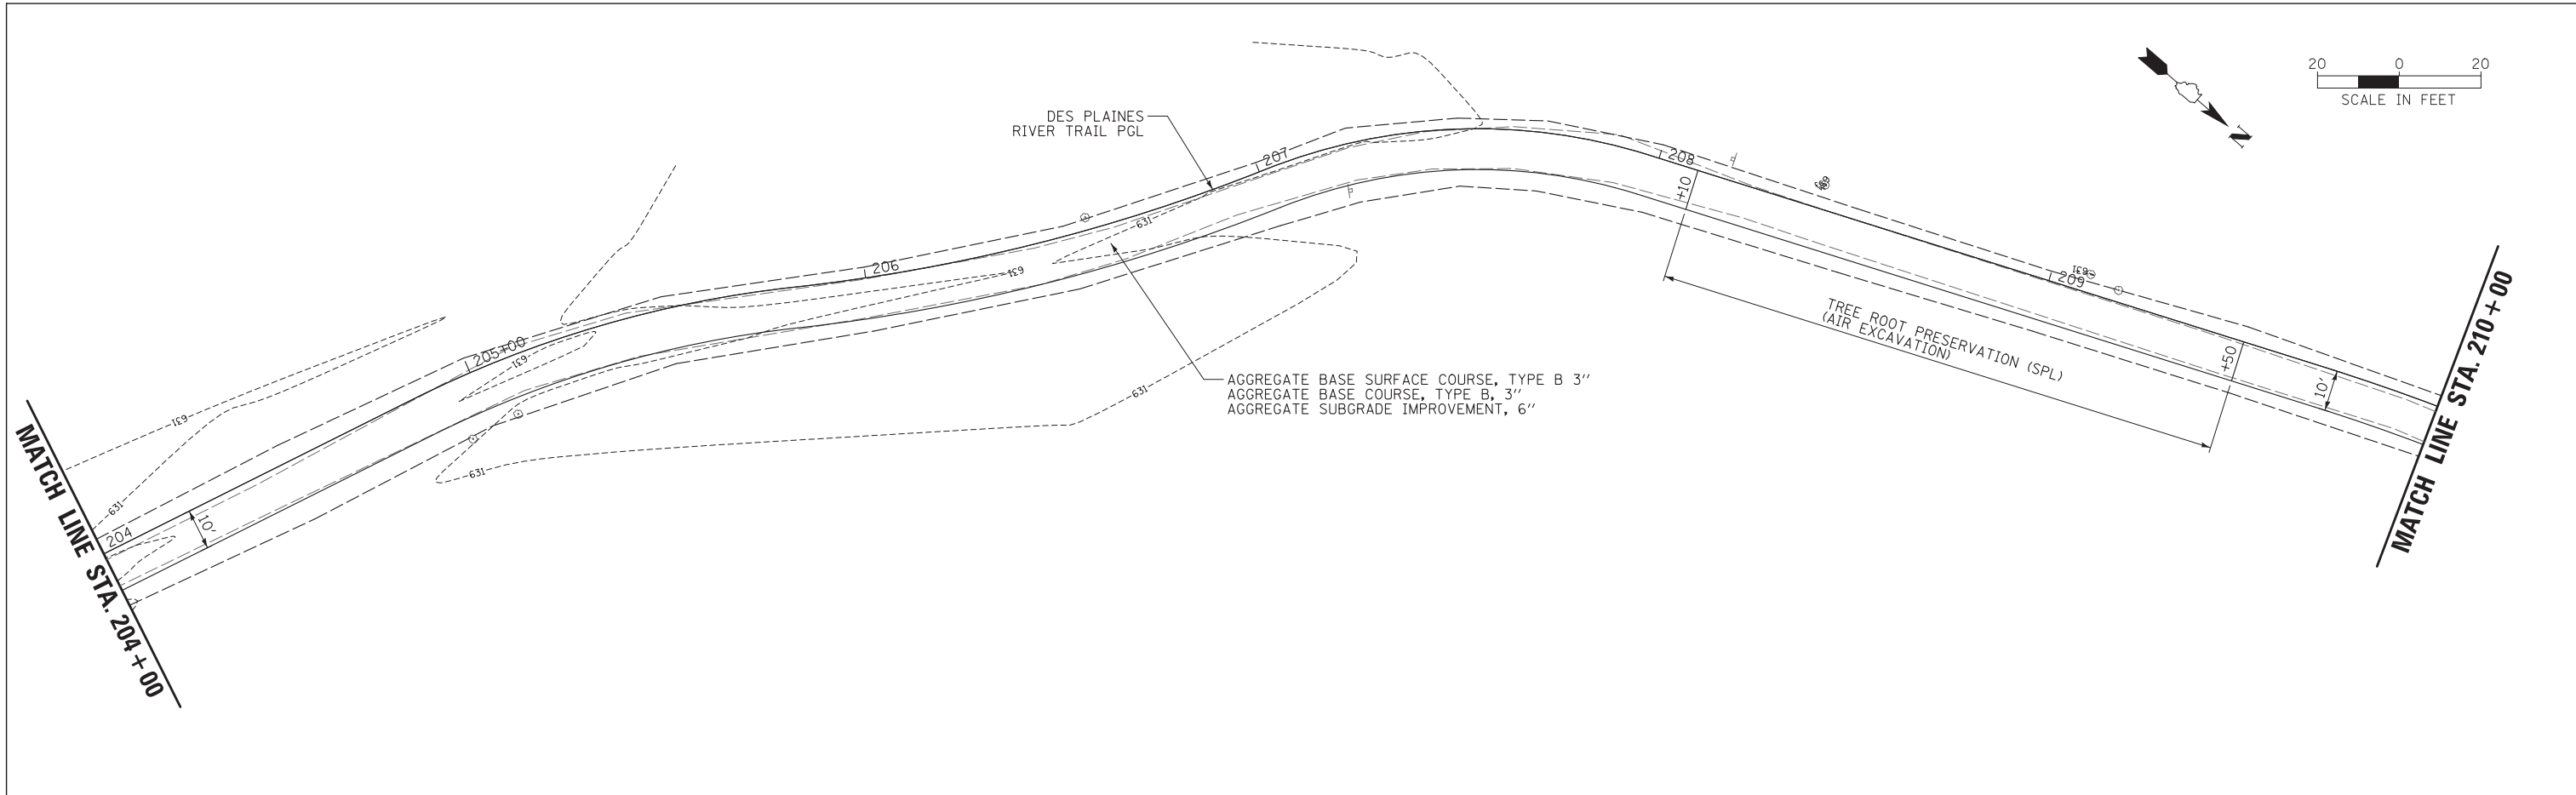 20 0 20
SCALE IN FEET
N
DES PLAINES
RIVER TRAIL PGL
207
208
+10
631
206
631
631
209
205+00
631
TREE ROOT PRESERVATION (SPL)
(AIR EXCAVATION)
+50
10'
AGGREGATE BASE SURFACE COURSE, TYPE B 3"
AGGREGATE BASE COURSE, TYPE B, 3"
AGGREGATE SUBGRADE IMPROVEMENT, 6"
631
631
631
631
204
10'
MATCH LINE STA. 204+00
MATCH LINE STA. 210+00